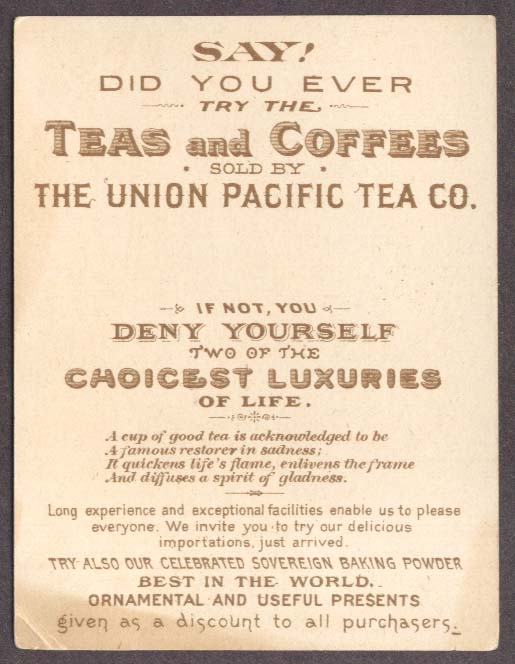 SAY!
DID YOU EVER
TRY THE
TEAS and COFFEES
SOLD BY
THE UNION PACIFIC TEA CO.
IF NOT, YOU
DENY YOURSELF
TWO OF THE
CHOICEST LUXURIES
OF LIFE.
A cup of good tea is acknowledged to be
A famous restorer in sadness;
It quickens life's flame, enlivens the frame
And diffuses a spirit of gladness.
Long experience and exceptional facilities enable us to please
everyone. We invite you to try our delicious
importations, just arrived.
TRY ALSO OUR CELEBRATED SOVEREIGN BAKING POWDER
BEST IN THE WORLD.
ORNAMENTAL AND USEFUL PRESENTS
given as a discount to all purchasers.